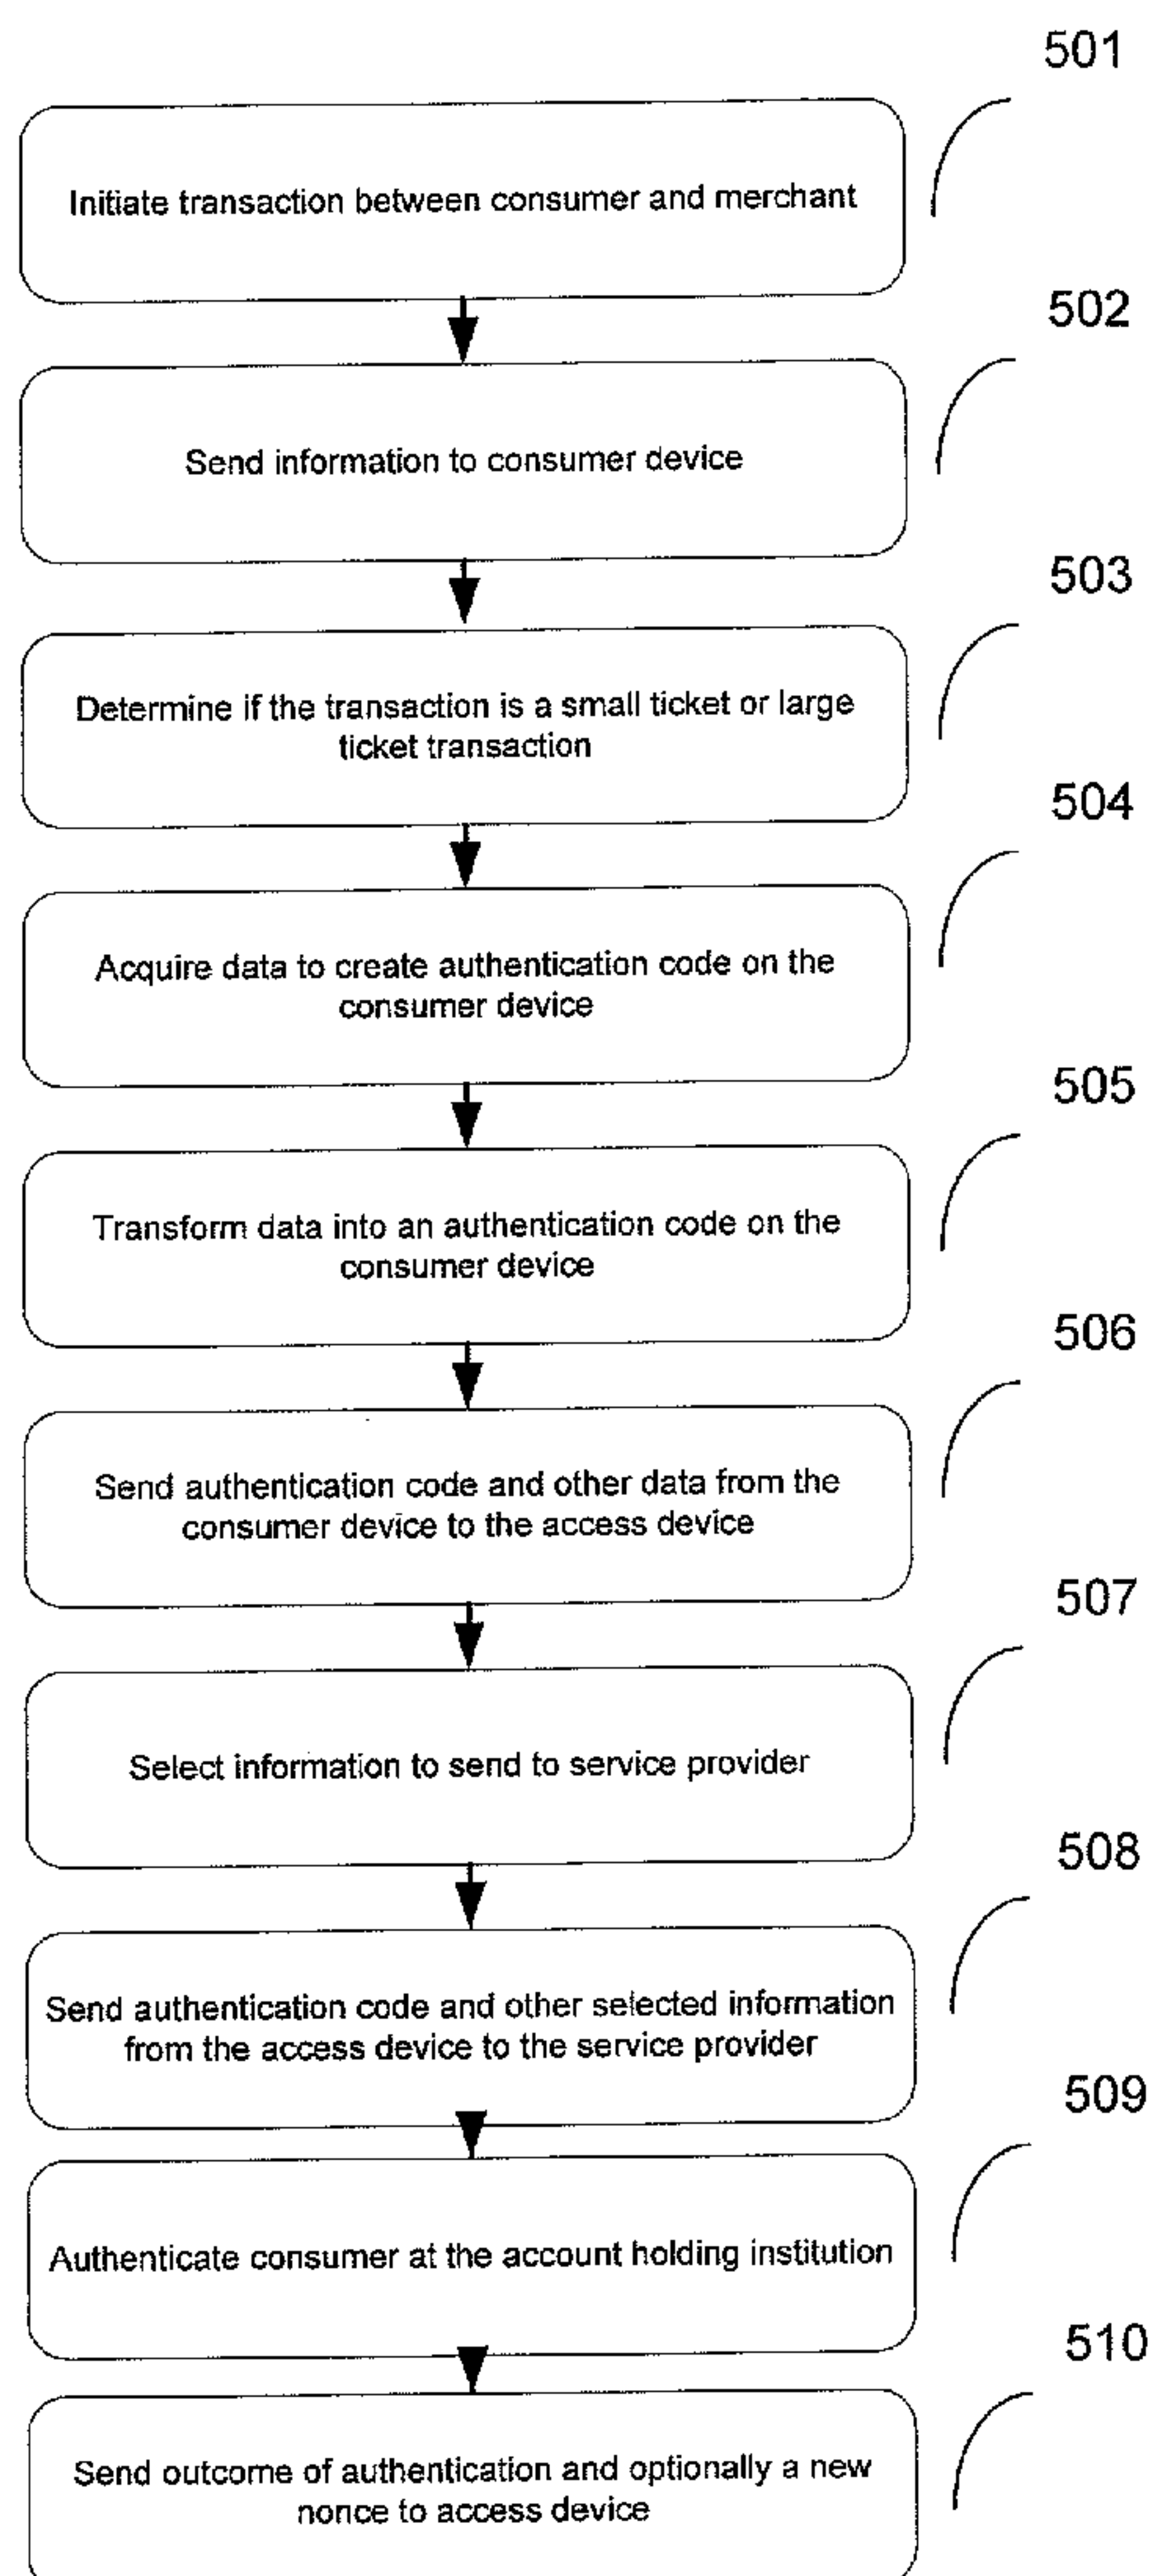 501
Initiate transaction between consumer and merchant
502
Send information to consumer device
503
Determine if the transaction is a small ticket or large
ticket transaction
504
Acquire data to create authentication code on the
consumer device
505
Transform data into an authentication code on the
consumer device
506
Send authentication code and other data from the
consumer device to the access device
507
Select information to send to service provider
508
Send authentication code and other selected information
from the access device to the service provider
509
Authenticate consumer at the account holding institution
510
Send outcome of authentication and optionally a new
nonce to access device